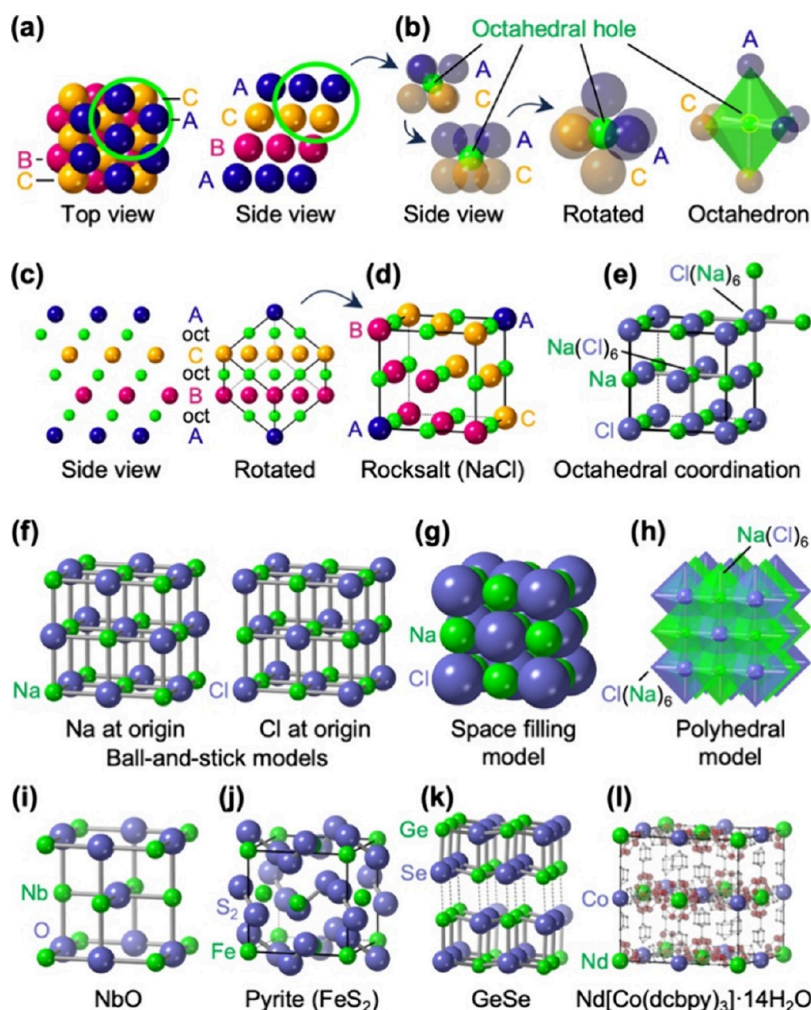 (a)
C
A
B
C
Top view
A
C
B
A
Side view
(b)
Octahedral hole
A
C
A
C
Side view
A
C
Rotated
A
C
Octahedron
(c)
A
oct
C
oct
B
oct
A
Side view
Rotated
(d)
B
A
A
C
Rocksalt (NaCl)
(e)
Cl(Na)6
Na(Cl)6
Na
Cl
Octahedral coordination
(f)
Na
Cl
Na at origin
Cl at origin
Ball-and-stick models
(g)
Na
Cl
Space filling
model
(h)
Na(Cl)6
Cl(Na)6
Polyhedral
model
(i)
Nb
O
NbO
(j)
S2
Fe
Pyrite (FeS2)
(k)
Ge
Se
GeSe
(l)
Co
Nd
Nd[Co(dcbpy)3]·14H2O